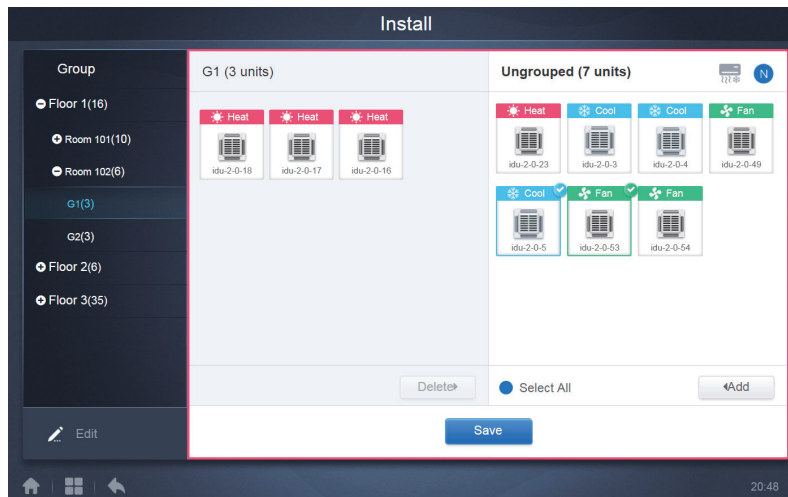 Install
Group
Floor 1(16)
Room 101(10)
Room 102(6)
G1(3)
G2(3)
Floor 2(6)
Floor 3(35)
Edit
G1 (3 units)
Heat Heat Heat
idu-2-0-18 idu-2-0-17 idu-2-0-16
Delete
Ungrouped (7 units) N
Heat Cool Cool Fan
idu-2-0-23 idu-2-0-3 idu-2-0-4 idu-2-0-49
Cool Fan Fan
idu-2-0-5 idu-2-0-53 idu-2-0-54
Select All Add
Save
20:48